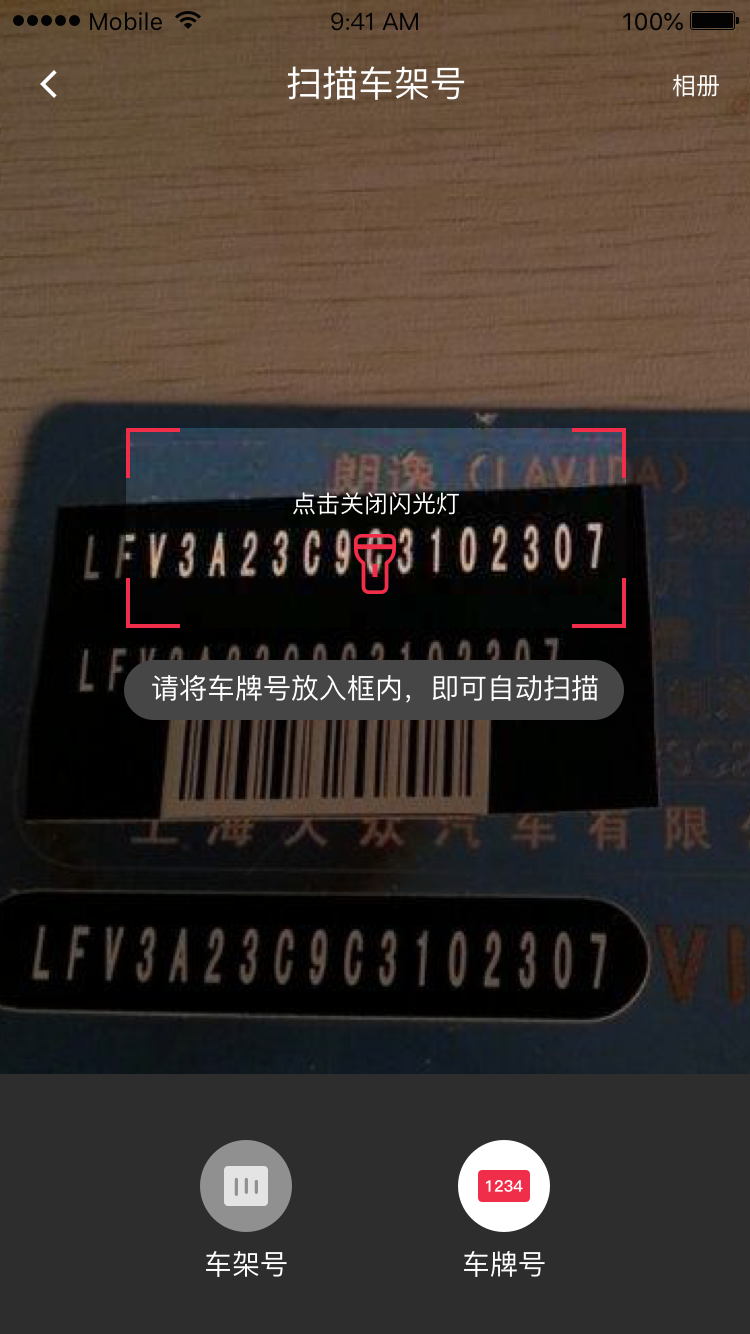 Mobile 9:41 AM 100%
扫描车架号 相册
朗逸（LAVIDA）
点击关闭闪光灯
LFV3A23C9C3102307
LFV3A23C9C3102307
请将车牌号放入框内，即可自动扫描
上海大众汽车有限
LFV3A23C9C3102307 VI
1234
车架号 车牌号